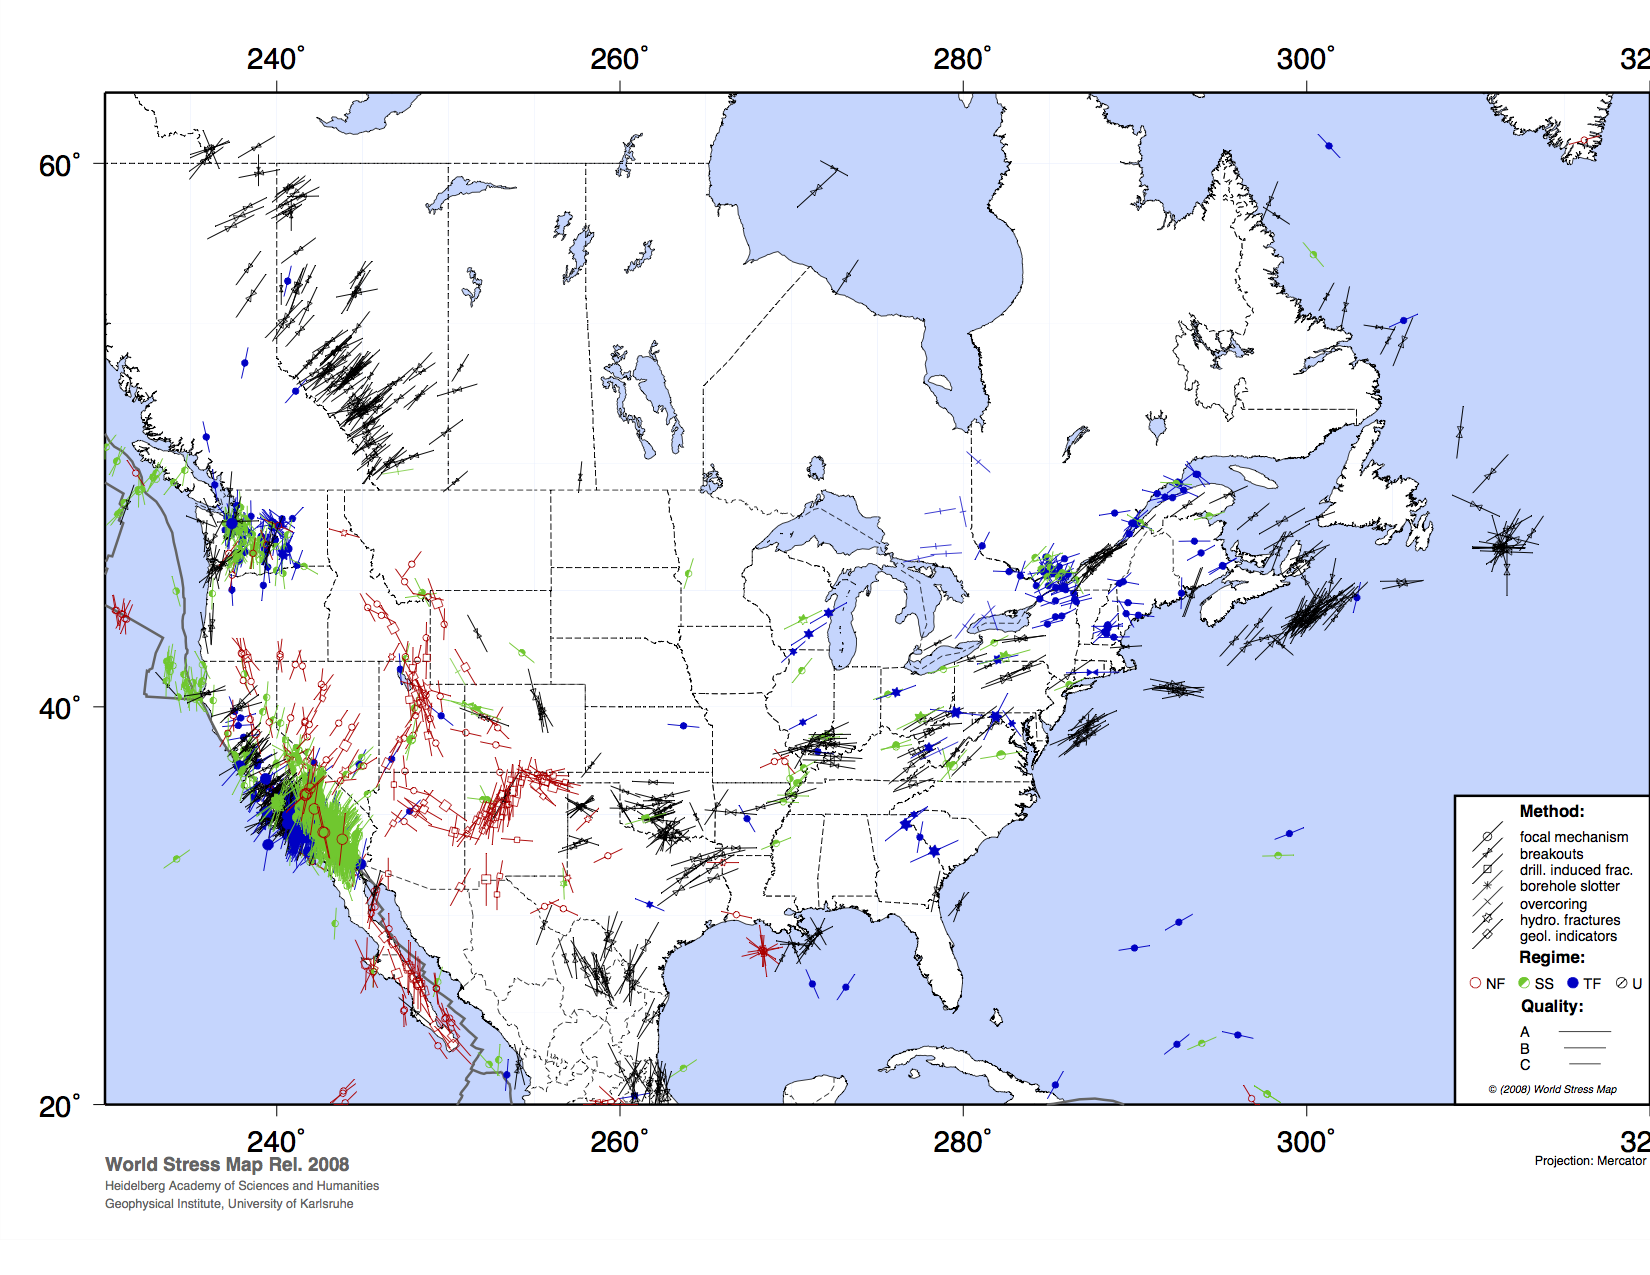 240° 260° 280° 300° 32
60°
40°
20°
Method:
focal mechanism
breakouts
drill. induced frac.
borehole slotter
overcoring
hydro. fractures
geol. indicators
Regime:
NF SS TF U
Quality:
A
B
C
© (2008) World Stress Map
240° 260° 280° 300° 32
World Stress Map Rel. 2008
Projection: Mercator
Heidelberg Academy of Sciences and Humanities
Geophysical Institute, University of Karlsruhe